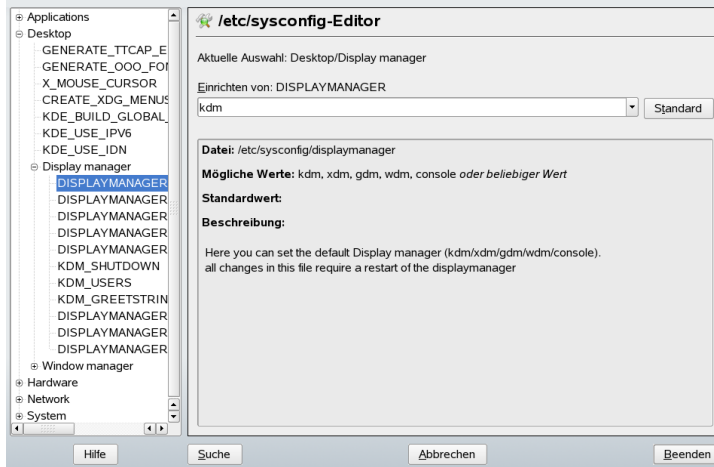 Applications
Desktop
GENERATE_TTCAP_E
GENERATE_OOO_FO
X_MOUSE_CURSOR
CREATE_XDG_MENUS
KDE_BUILD_GLOBAL_
KDE_USE_IPV6
KDE_USE_IDN
Display manager
DISPLAYMANAGER
DISPLAYMANAGER
DISPLAYMANAGER
DISPLAYMANAGER
DISPLAYMANAGER
KDM_SHUTDOWN
KDM_USERS
KDM_GREETSTRIN
DISPLAYMANAGER
DISPLAYMANAGER
DISPLAYMANAGER
Window manager
Hardware
Network
System
/etc/sysconfig-Editor
Aktuelle Auswahl: Desktop/Display manager
Einrichten von: DISPLAYMANAGER
kdm
Standard
Datei: /etc/sysconfig/displaymanager
Mögliche Werte: kdm, xdm, gdm, wdm, console oder beliebiger Wert
Standardwert:
Beschreibung:
Here you can set the default Display manager (kdm/xdm/gdm/wdm/console).
all changes in this file require a restart of the displaymanager
Hilfe
Suche
Abbrechen
Beenden